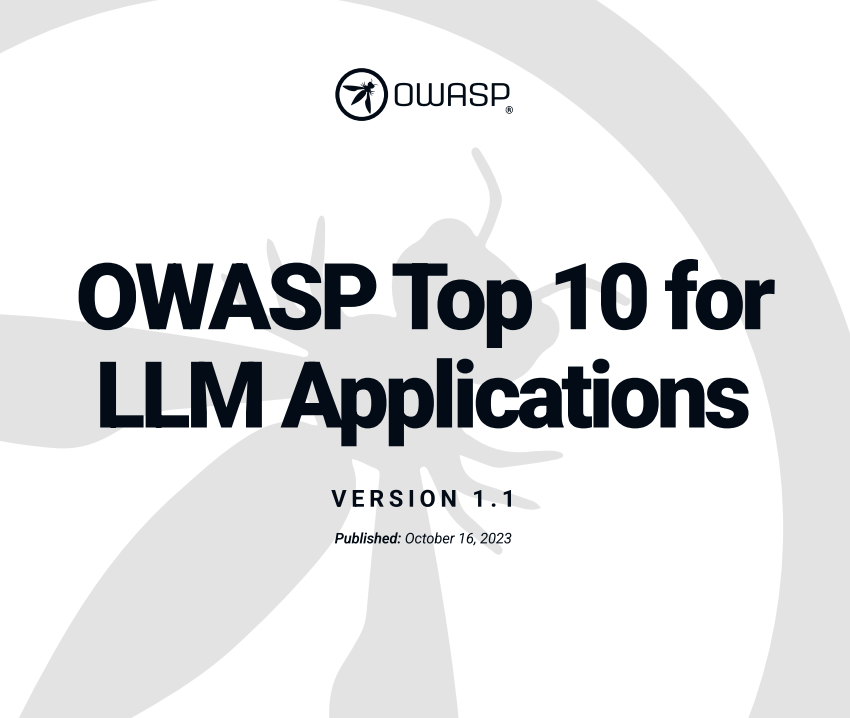 OWASP®
OWASP Top 10 for
LLM Applications
VERSION 1.1
Published: October 16, 2023